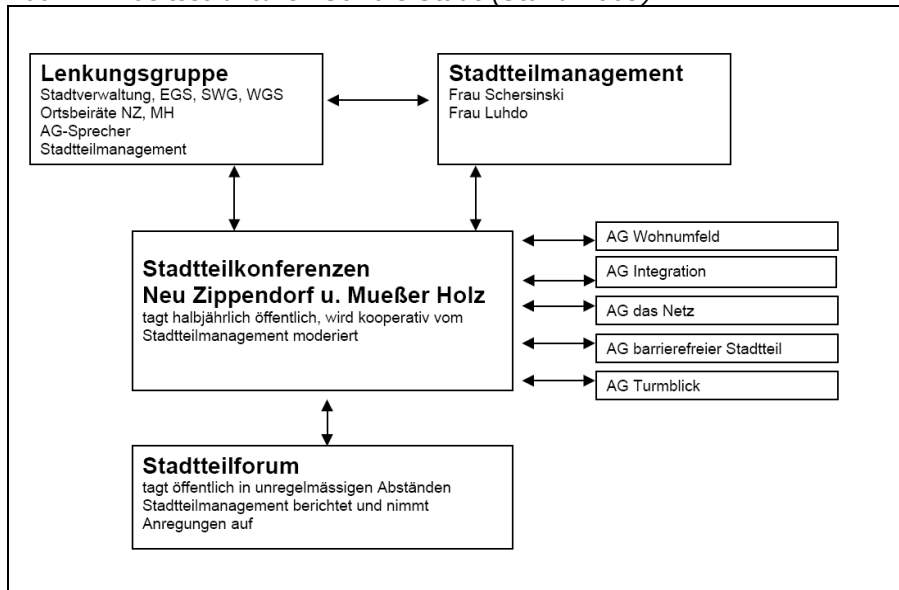 Lenkungsgruppe
Stadtverwaltung, EGS, SWG, WGS
Ortsbeiräte NZ, MH
AG-Sprecher
Stadtteilmanagement
Stadtteilmanagement
Frau Schersinski
Frau Luhdo
Stadtteilkonferenzen
Neu Zippendorf u. Mueßer Holz
tagt halbjährlich öffentlich, wird kooperativ vom
Stadtteilmanagement moderiert
AG Wohnumfeld
AG Integration
AG das Netz
AG barrierefreier Stadtteil
AG Turmblick
Stadtteilforum
tagt öffentlich in unregelmässigen Abständen
Stadtteilmanagement berichtet und nimmt
Anregungen auf